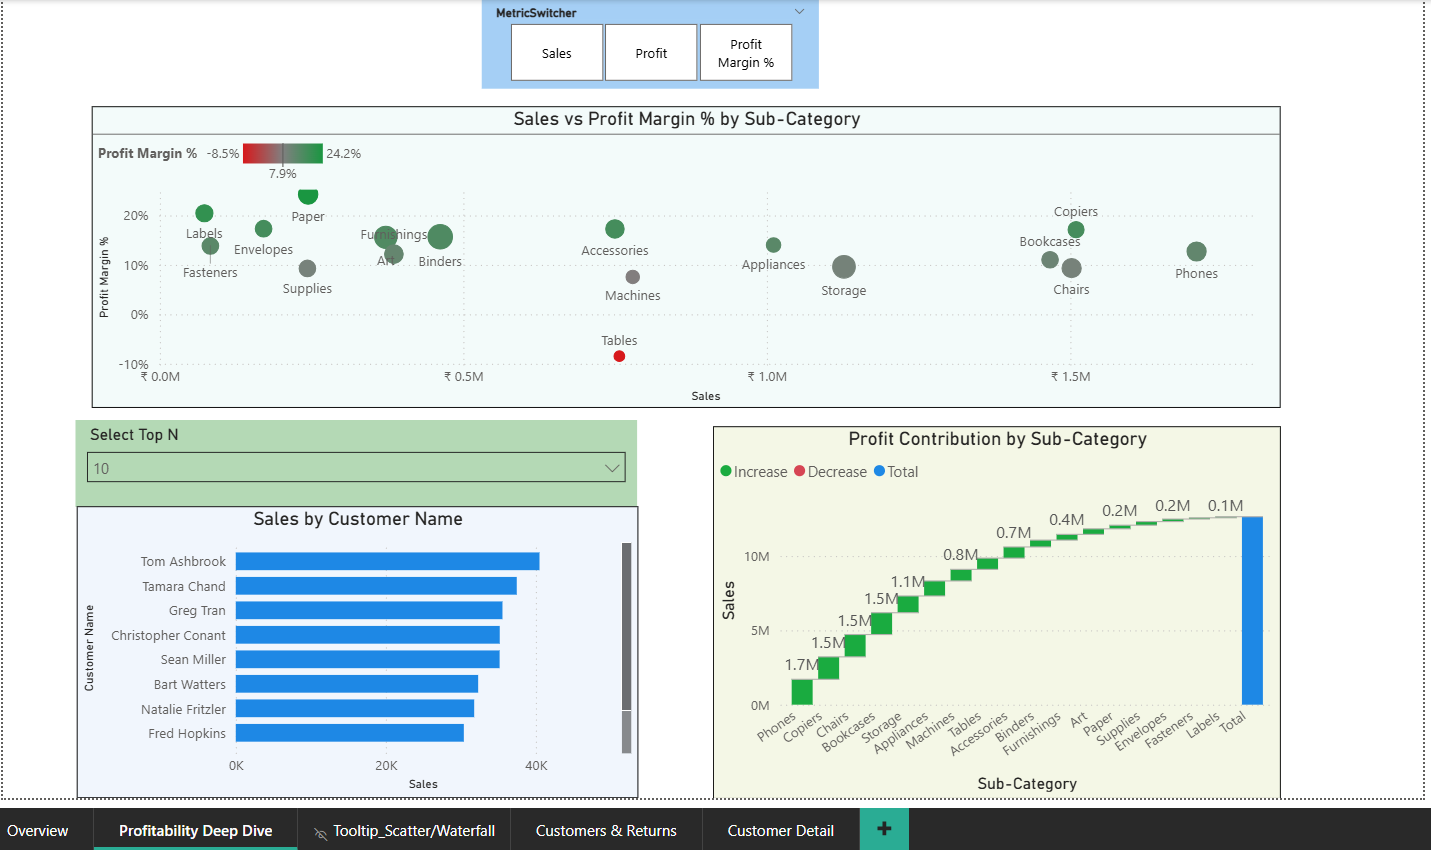 MetricSwitcher
Sales
Profit
Profit
Margin %
Sales vs Profit Margin % by Sub-Category
Profit Margin %
-8.5%
24.2%
7.9%
Profit Margin %
20%
10%
0%
-10%
Labels
Fasteners
Envelopes
Paper
Supplies
Furnishings
Art
Binders
Accessories
Machines
Tables
Appliances
Storage
Copiers
Bookcases
Chairs
Phones
₹ 0.0M
₹ 0.5M
₹ 1.0M
₹ 1.5M
Sales
Select Top N
10
Sales by Customer Name
Customer Name
Tom Ashbrook
Tamara Chand
Greg Tran
Christopher Conant
Sean Miller
Bart Watters
Natalie Fritzler
Fred Hopkins
0K
20K
40K
Sales
Profit Contribution by Sub-Category
Increase
Decrease
Total
Sales
10M
5M
0M
1.7M
1.5M
1.5M
1.5M
1.1M
0.8M
0.7M
0.4M
0.2M
0.2M
0.1M
Phones
Copiers
Chairs
Bookcases
Storage
Appliances
Machines
Tables
Accessories
Binders
Furnishings
Art
Paper
Supplies
Envelopes
Fasteners
Labels
Total
Sub-Category
Overview
Profitability Deep Dive
Tooltip_Scatter/Waterfall
Customers & Returns
Customer Detail
+